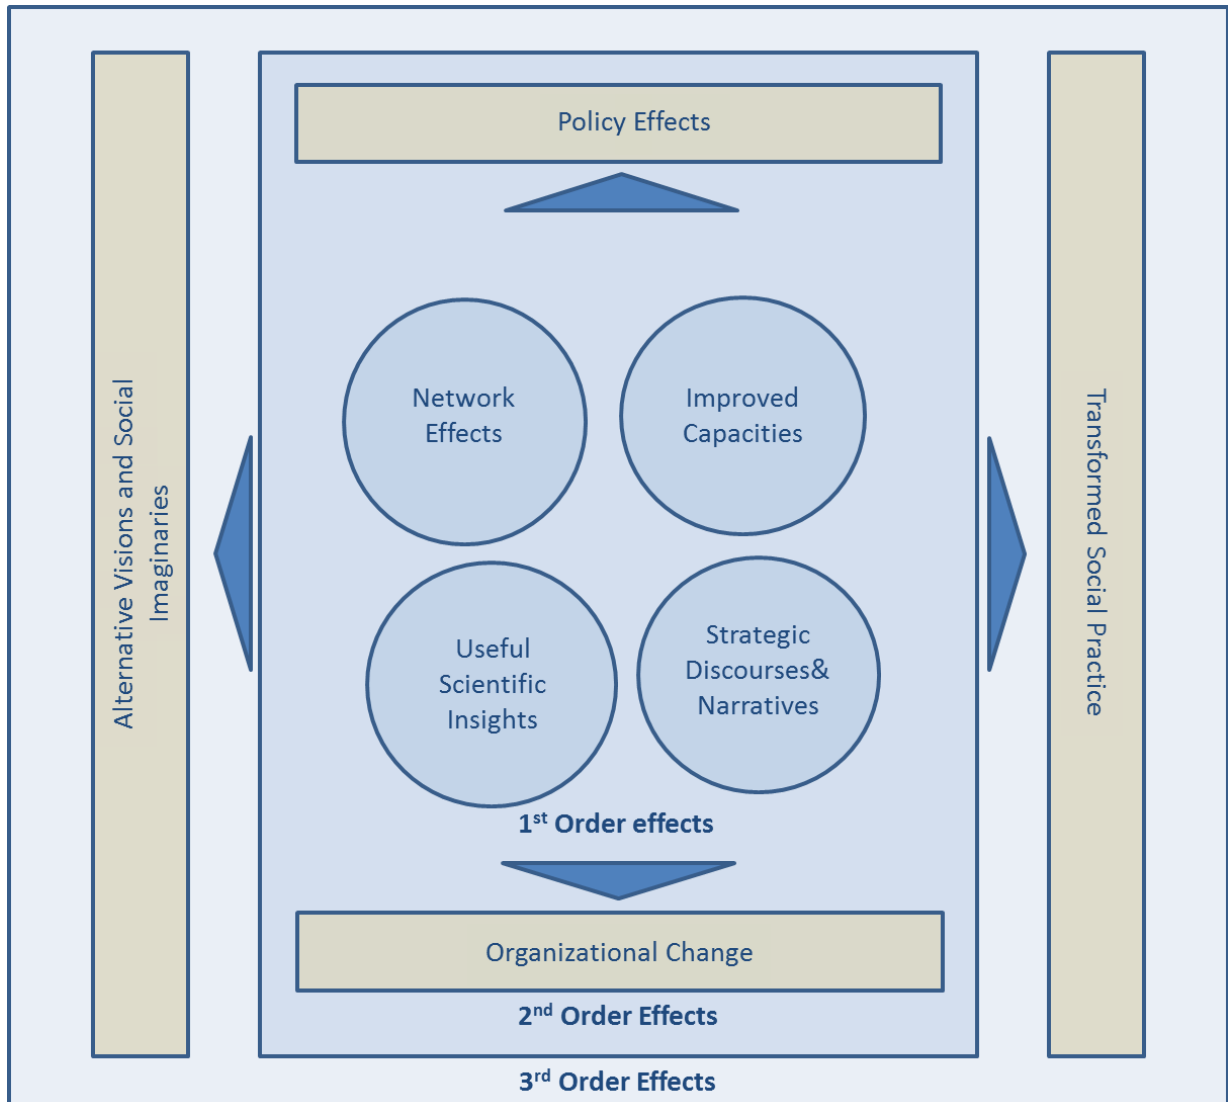 Policy Effects
Network
Effects
Improved
Capacities
Useful
Scientific
Insights
Strategic
Discourses&
Narratives
1st Order effects
Organizational Change
2nd Order Effects
3rd Order Effects
Alternative Visions and Social
Imaginaries
Transformed Social Practice